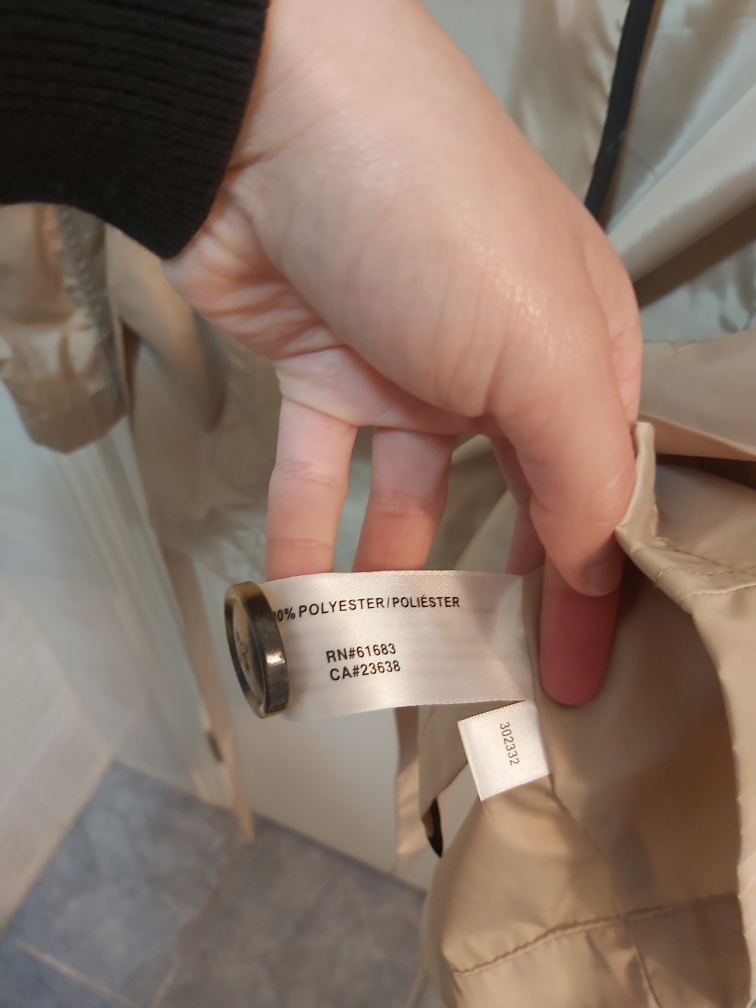 0% POLYESTER/POLIÉSTER
RN#61683
CA#23638
302332